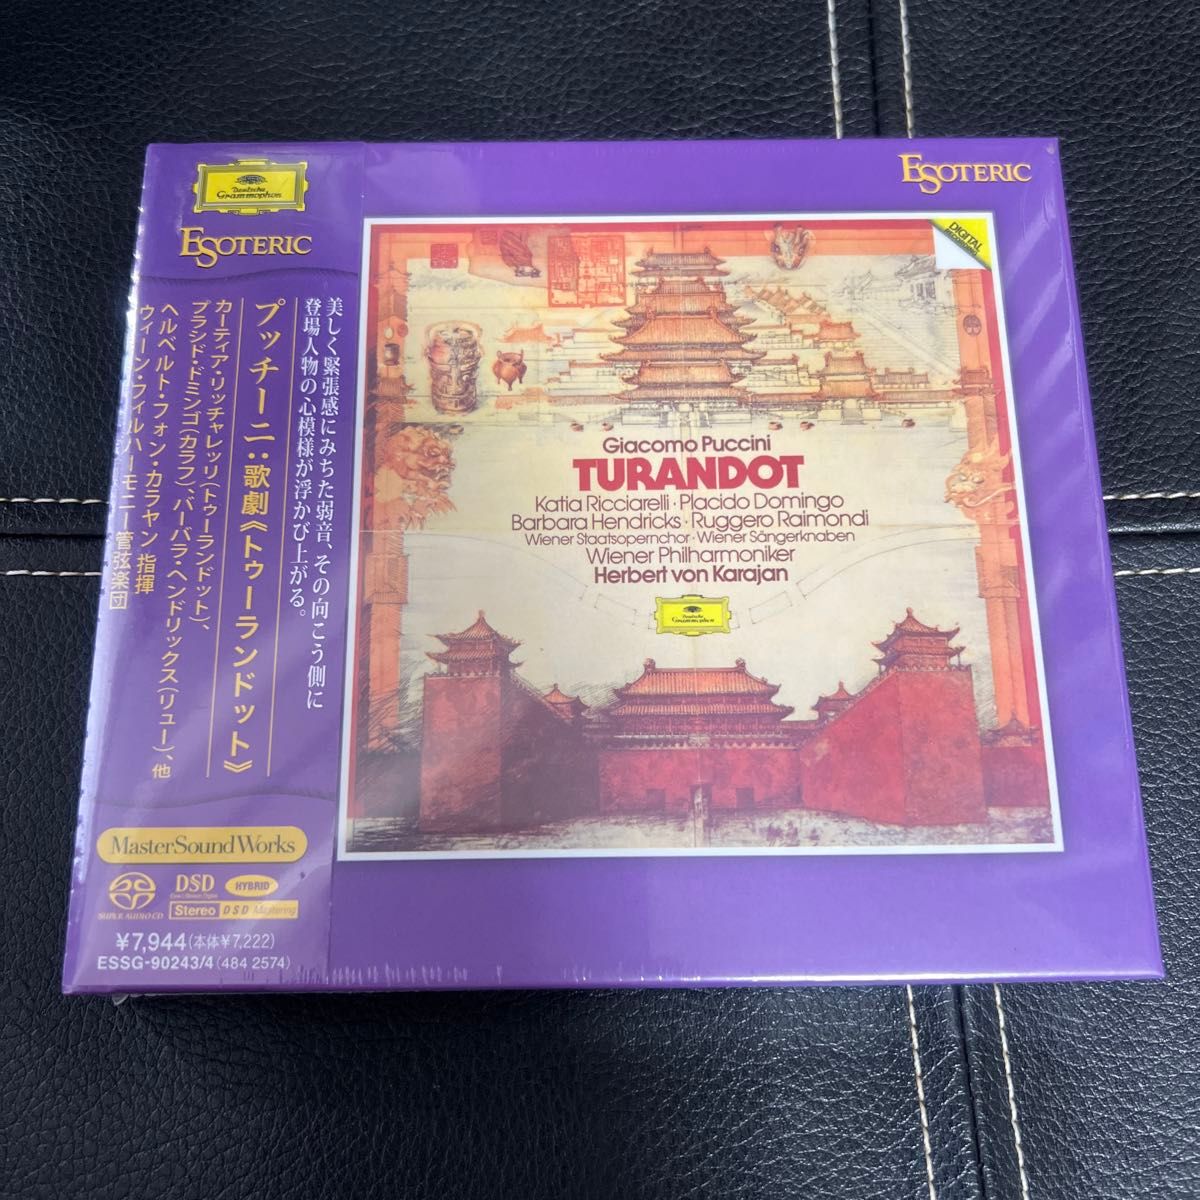 Deutsche
Grammophon
ESOTERIC
美しく緊張感にみちた弱音、その向こう側に
登場人物の心模様が浮かび上がる。
プッチーニ:歌劇《トゥーランドット》
カーティア・リッチャレッリ(トゥーランドット)、
プラシド・ドミンゴ(カラフ)、バーバラ・ヘンドリックス(リュー)、他
ヘルベルト・フォン・カラヤン 指揮
ウィーン・フィルハーモニー管弦楽団
MasterSoundWorks
SUPER AUDIO CD
DSD
Direct Stream Digital
HYBRID
Stereo
DSD Mastering
¥7,944(本体¥7,222)
ESSG-90243/4 (484 2574)
ESOTERIC
DIGITAL
RECORDING
Giacomo Puccini
TURANDOT
Katia Ricciarelli · Placido Domingo
Barbara Hendricks · Ruggero Raimondi
Wiener Staatsopernchor · Wiener Sängerknaben
Wiener Philharmoniker
Herbert von Karajan
Deutsche
Grammophon